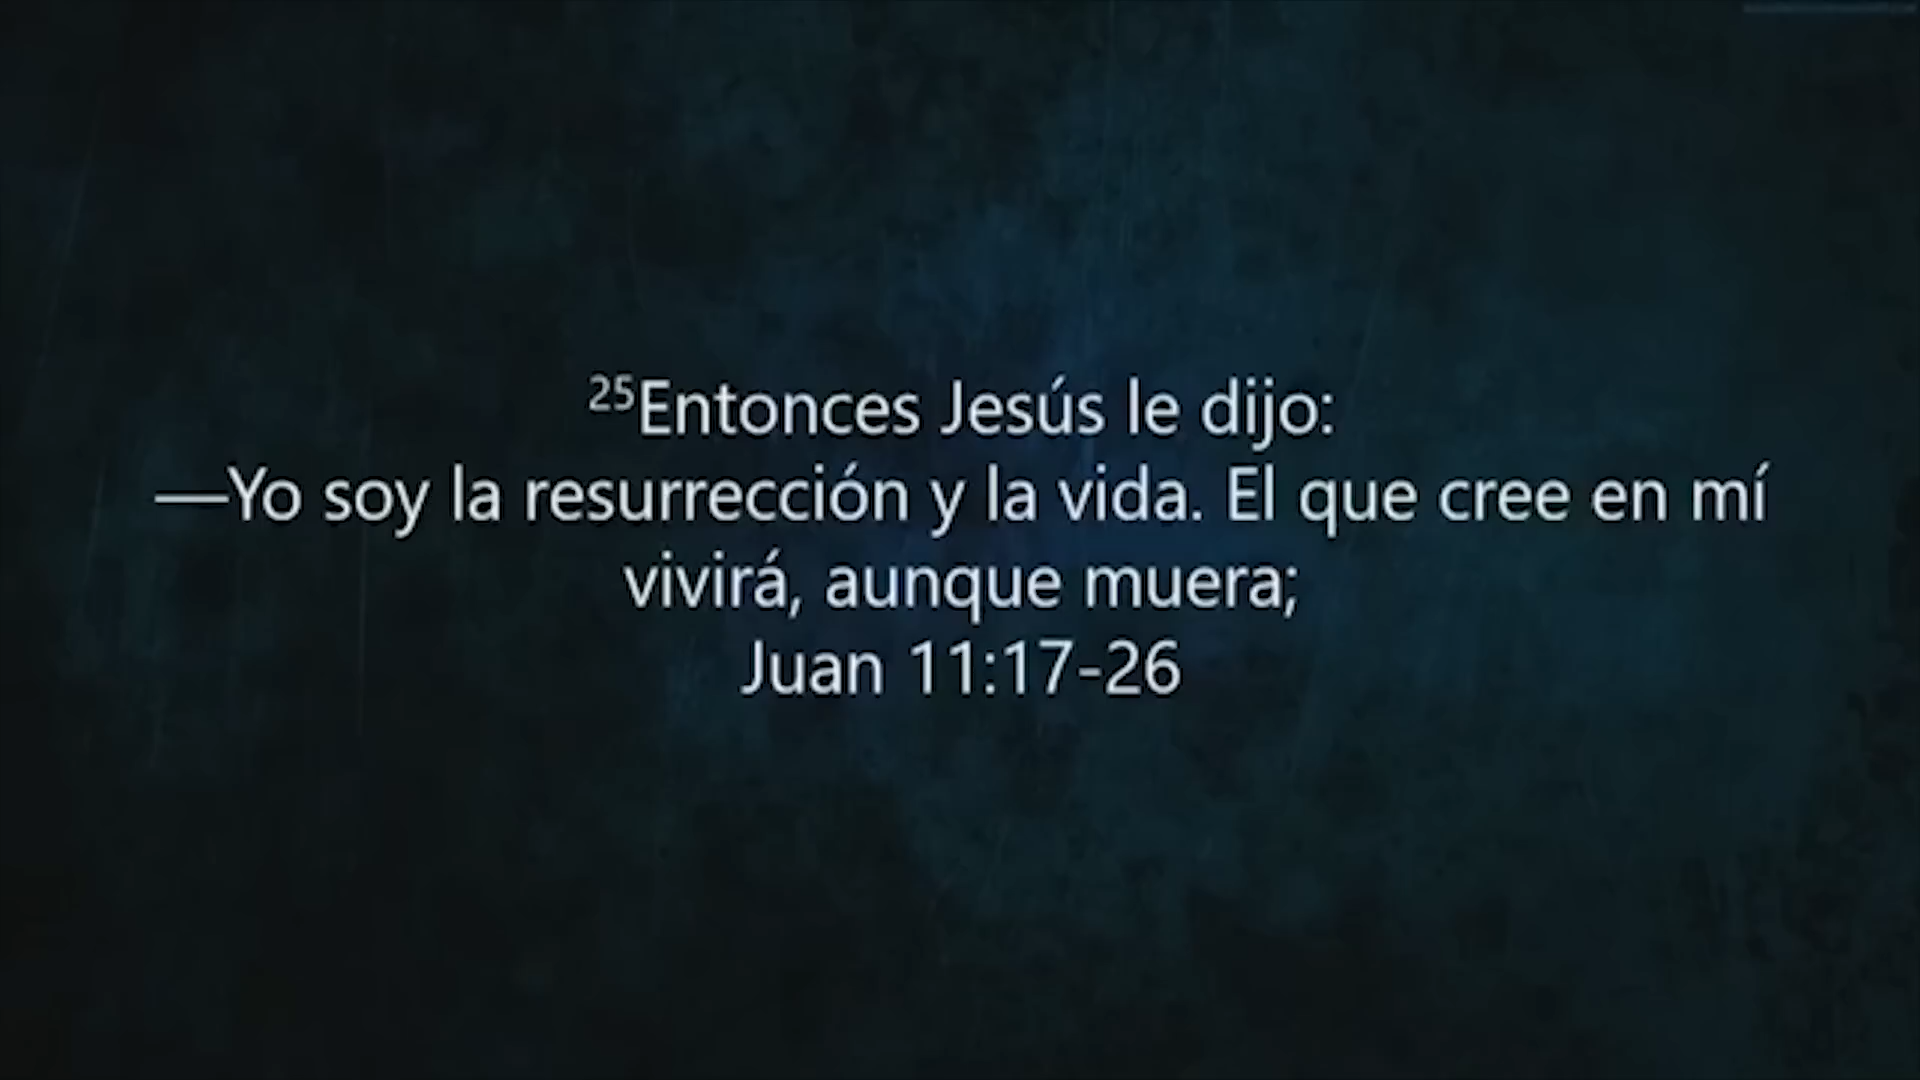 ²⁵Entonces Jesús le dijo:
—Yo soy la resurrección y la vida. El que cree en mí
vivirá, aunque muera;
Juan 11:17-26